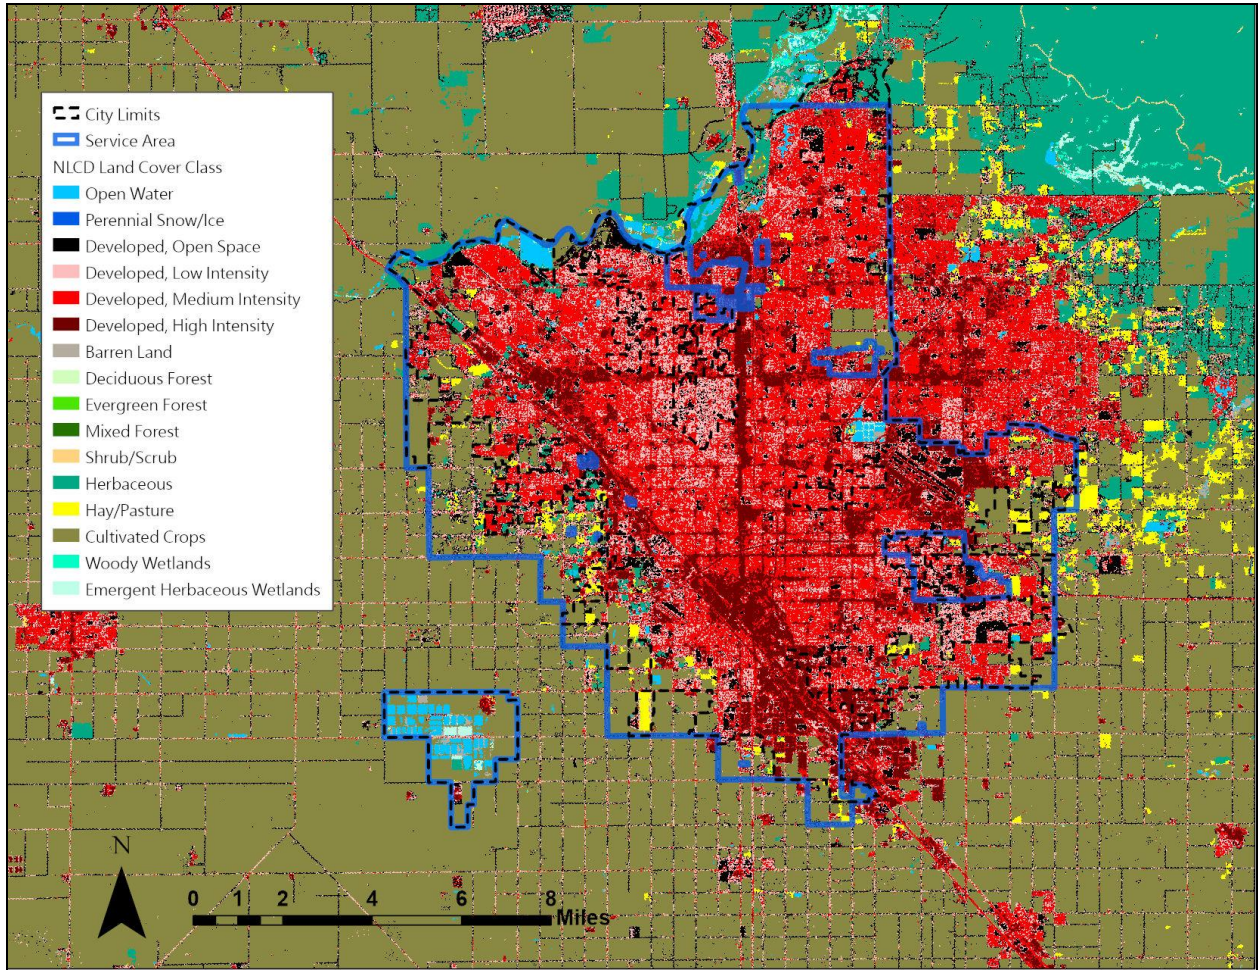 City Limits
Service Area
NLCD Land Cover Class
Open Water
Perennial Snow/Ice
Developed, Open Space
Developed, Low Intensity
Developed, Medium Intensity
Developed, High Intensity
Barren Land
Deciduous Forest
Evergreen Forest
Mixed Forest
Shrub/Scrub
Herbaceous
Hay/Pasture
Cultivated Crops
Woody Wetlands
Emergent Herbaceous Wetlands
N
0 1 2 4 6 8
Miles